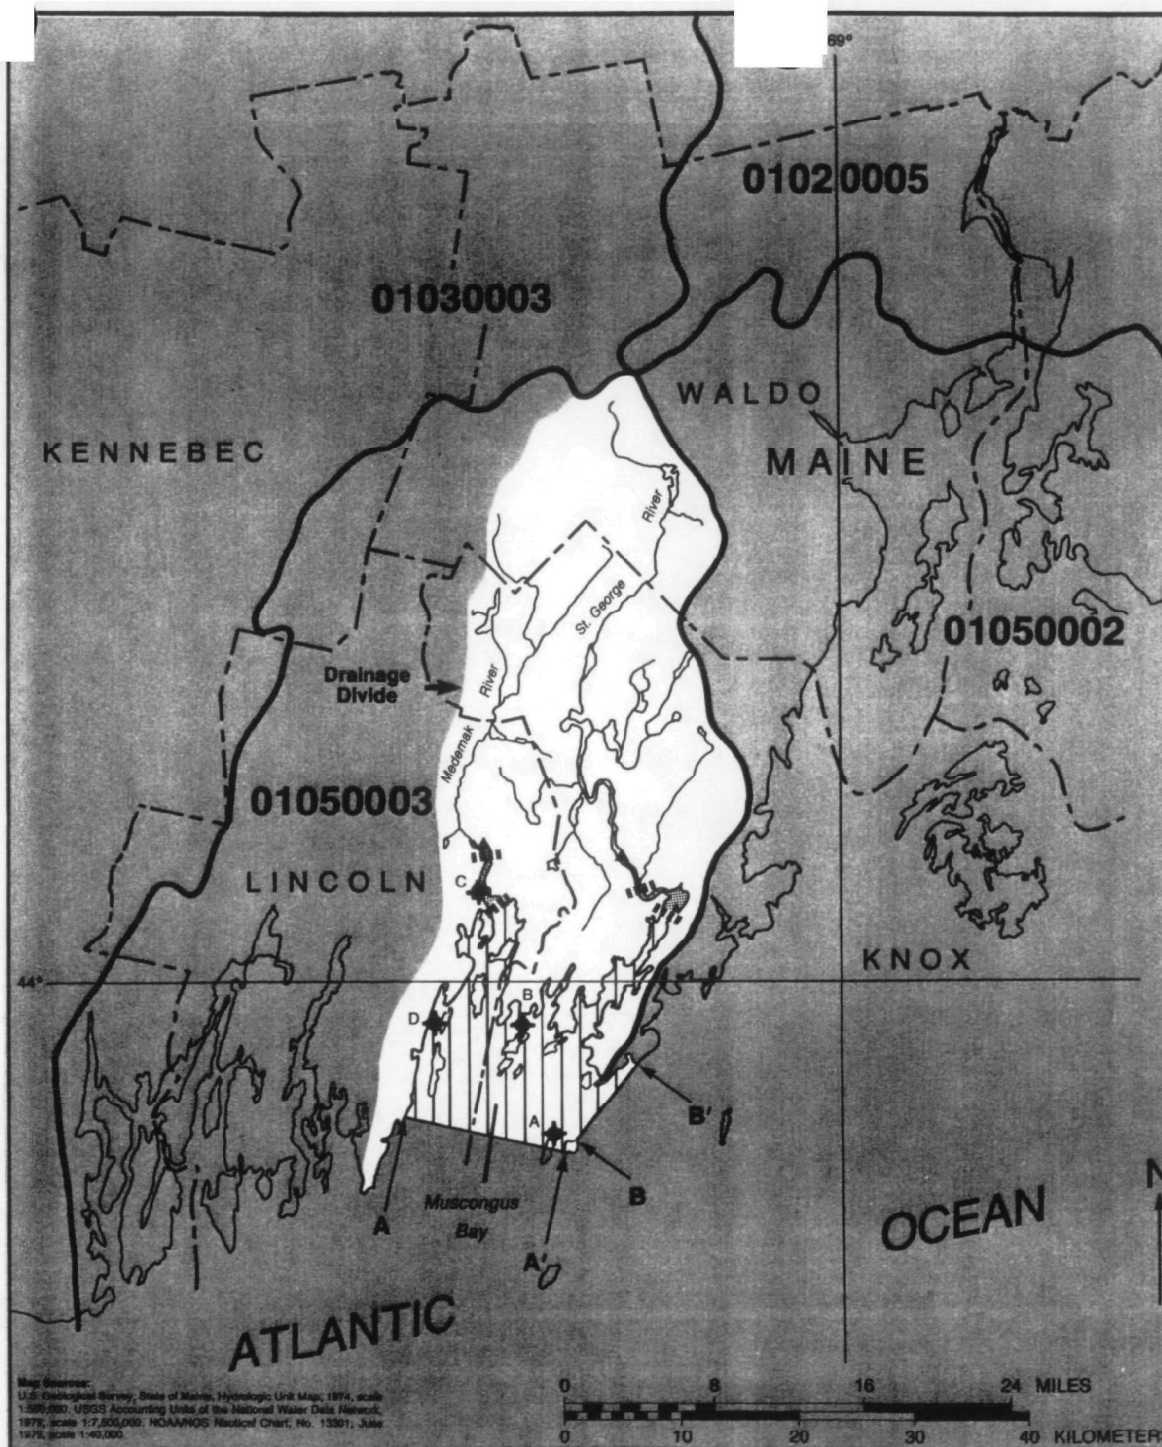 69°
01020005
01030003
WALDO
KENNEBEC
MAINE
River
St. George
01050002
Drainage
Divide
River
Medemak
01050003
LINCOLN
C
KNOX
44°
B
D
A
B'
B
A
Muscongus
Bay
A'
N
OCEAN
ATLANTIC
Map Sources:
U.S. Geological Survey, State of Maine, Hydrologic Unit Map, 1974, scale
1:500,000. USGS Accounting Units of the National Water Data Network,
1979, scale 1:7,500,000. NOAA/NOS Nautical Chart, No. 13301, June
1979, scale 1:40,000.
0 8 16 24 MILES
0 10 20 30 40 KILOMETER